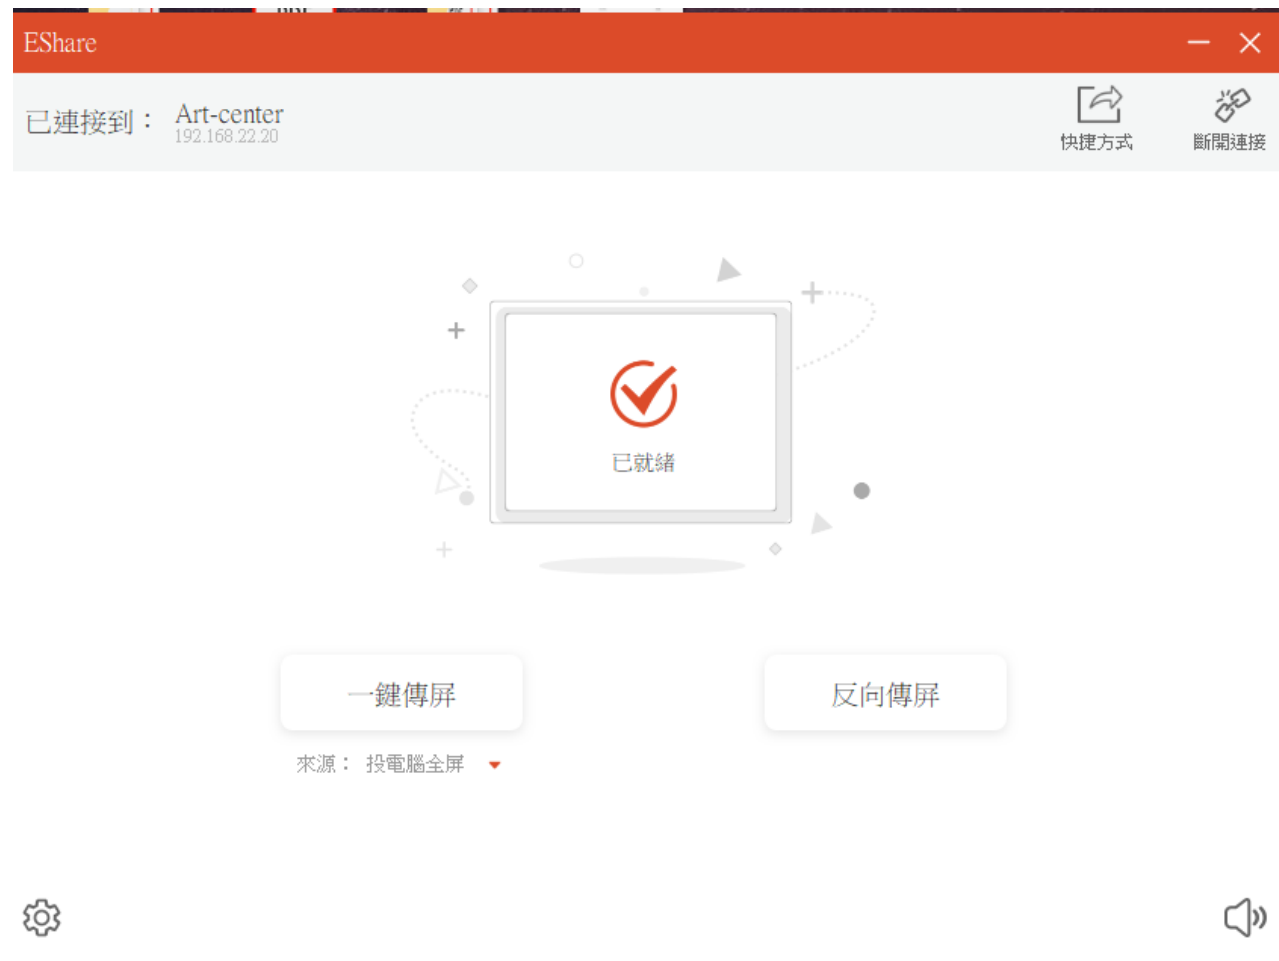 EShare
已連接到： Art-center
192.168.22.20
快捷方式
斷開連接
已就緒
一鍵傳屏
反向傳屏
來源： 投電腦全屏